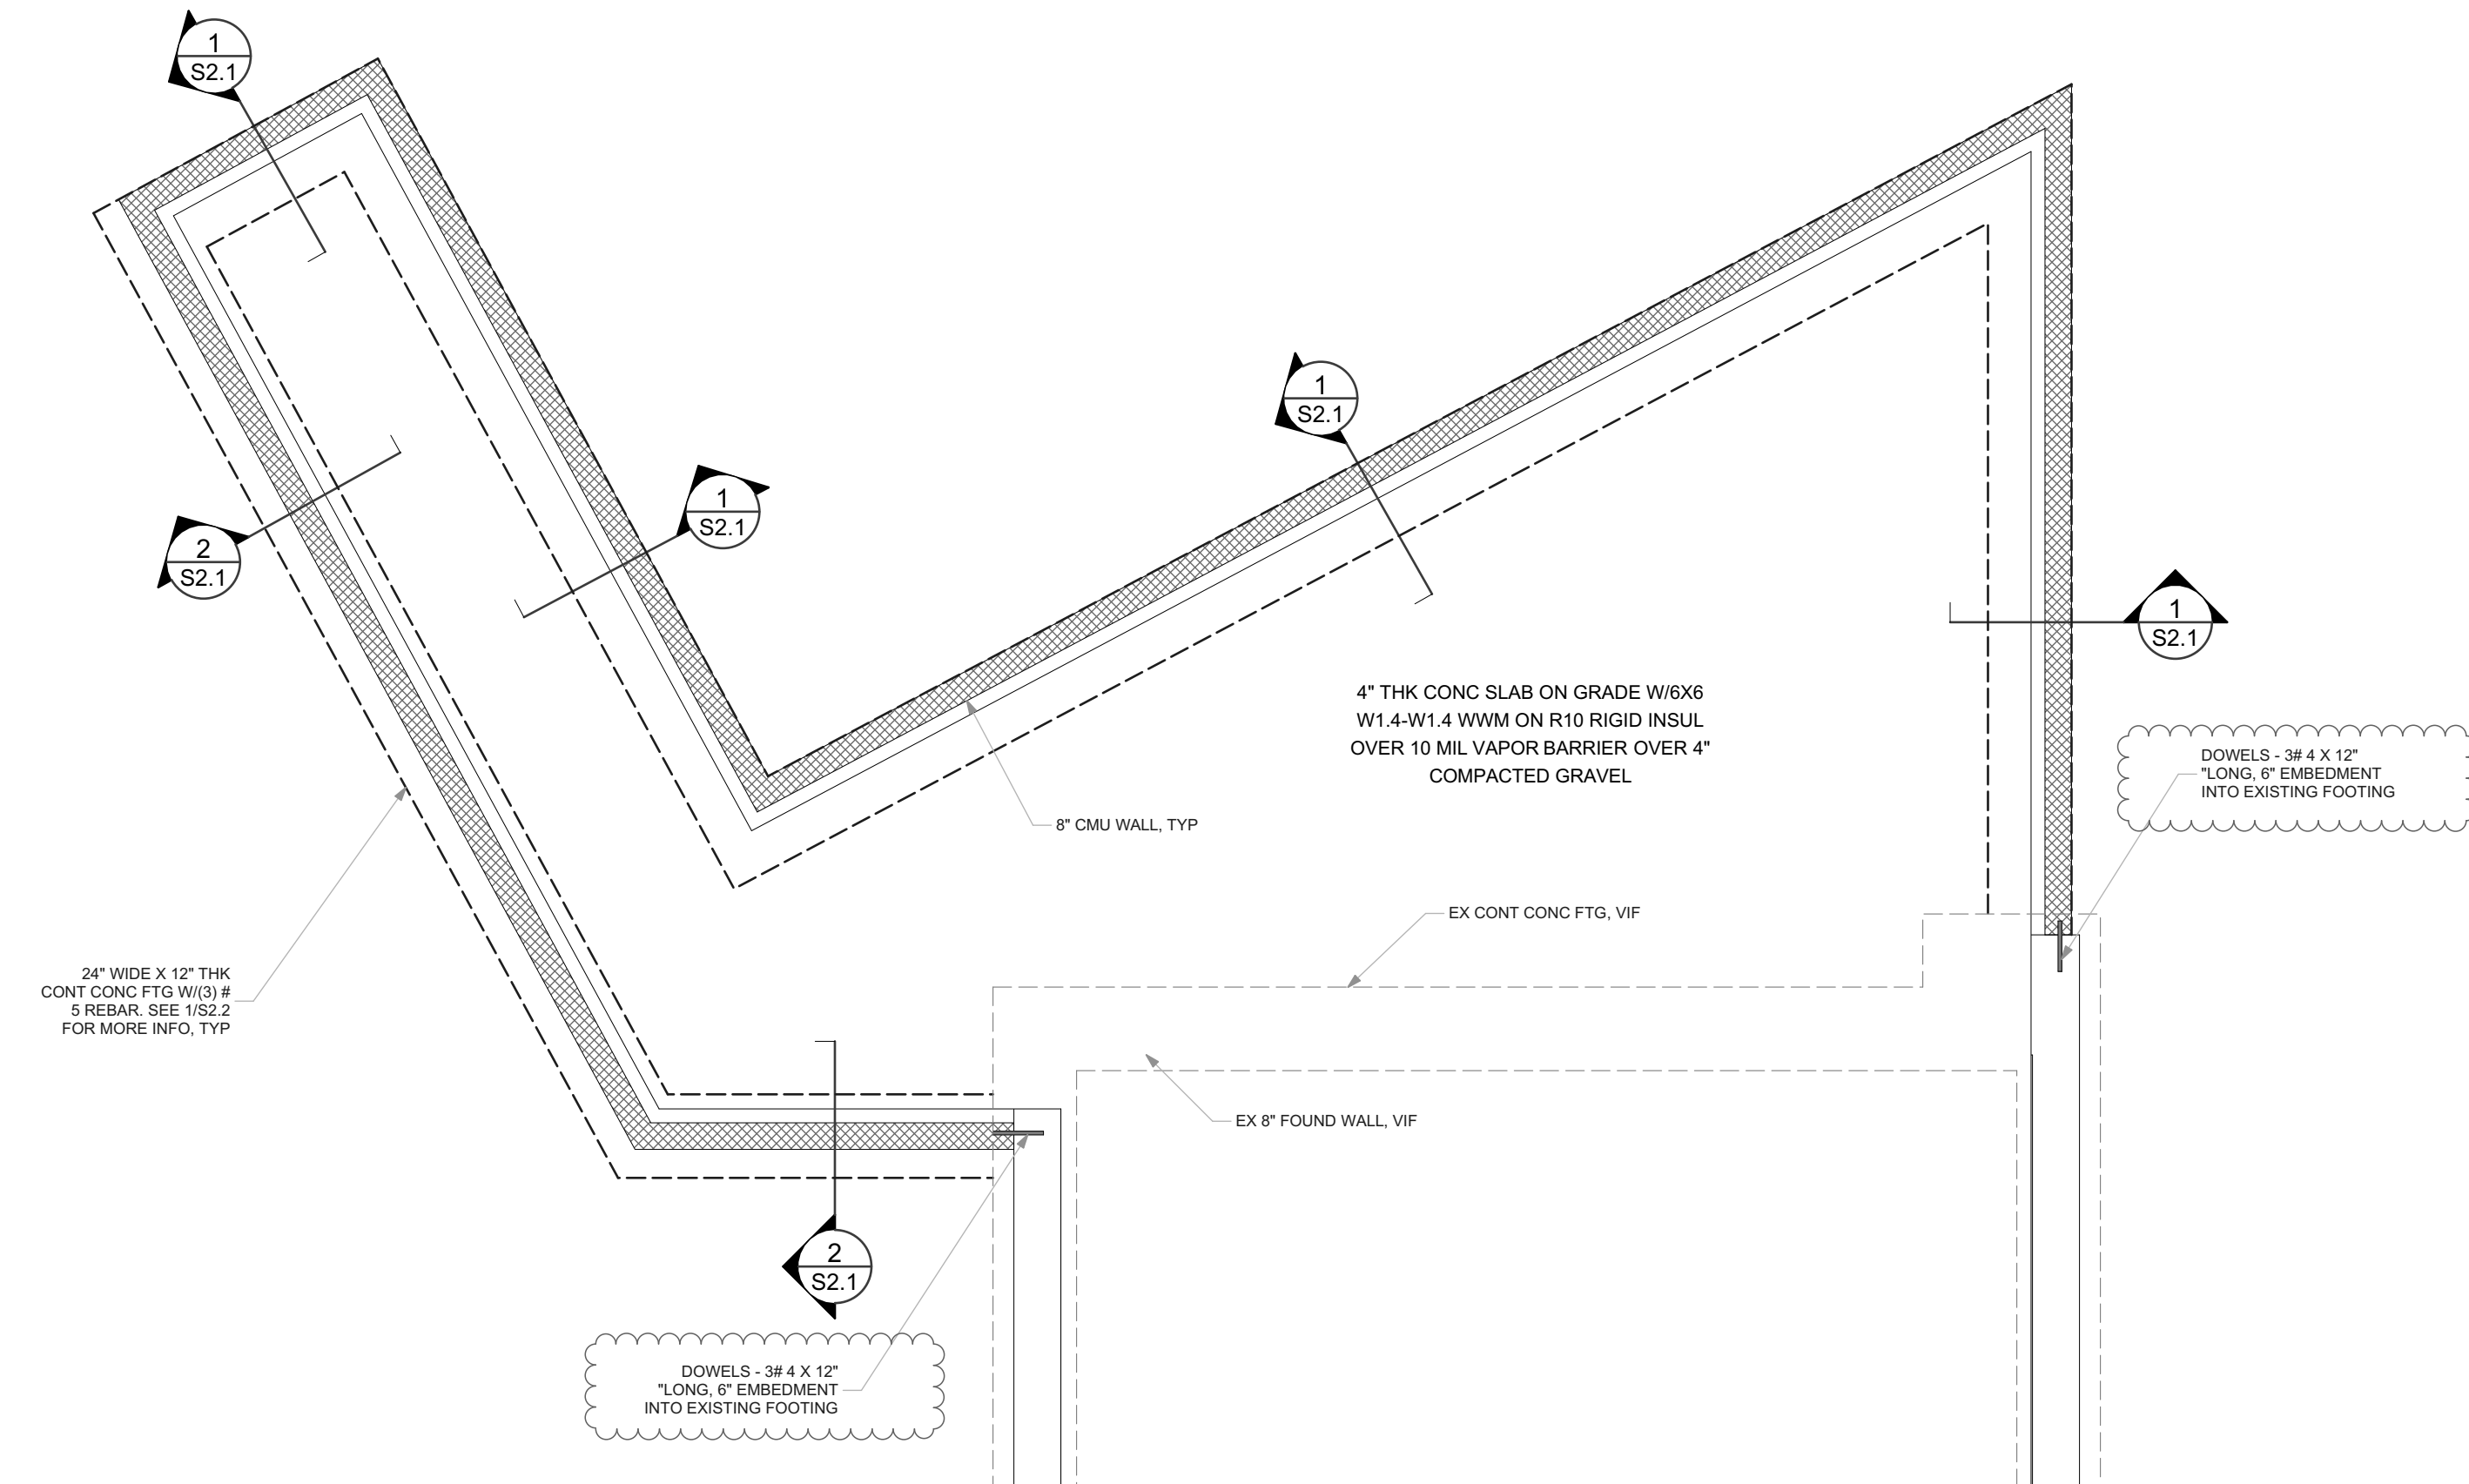 1
S2.1
1
S2.1
1
S2.1
2
S2.1
1
S2.1
4" THK CONC SLAB ON GRADE W/6X6
W1.4-W1.4 WWM ON R10 RIGID INSUL
OVER 10 MIL VAPOR BARRIER OVER 4"
COMPACTED GRAVEL
DOWELS - 3# 4 X 12"
"LONG, 6" EMBEDMENT
INTO EXISTING FOOTING
8" CMU WALL, TYP
EX CONT CONC FTG, VIF
24" WIDE X 12" THK
CONT CONC FTG W/(3) #
5 REBAR. SEE 1/S2.2
FOR MORE INFO, TYP
EX 8" FOUND WALL, VIF
2
S2.1
DOWELS - 3# 4 X 12"
"LONG, 6" EMBEDMENT
INTO EXISTING FOOTING